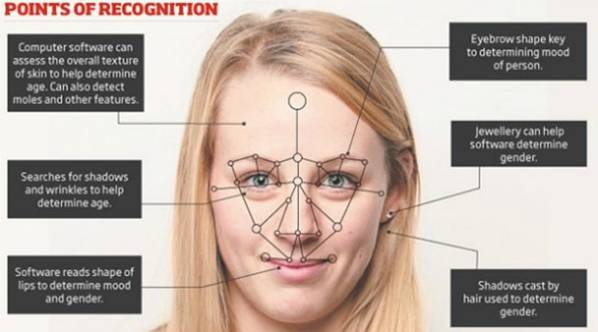 POINTS OF RECOGNITION
Computer software can
assess the overall texture
of skin to help determine
age. Can also detect
moles and other features.
Searches for shadows
and wrinkles to help
determine age.
Software reads shape of
lips to determine mood
and gender.
Eyebrow shape key
to determining mood
of person.
Jewellery can help
software determine
gender.
Shadows cast by
hair used to determine
gender.